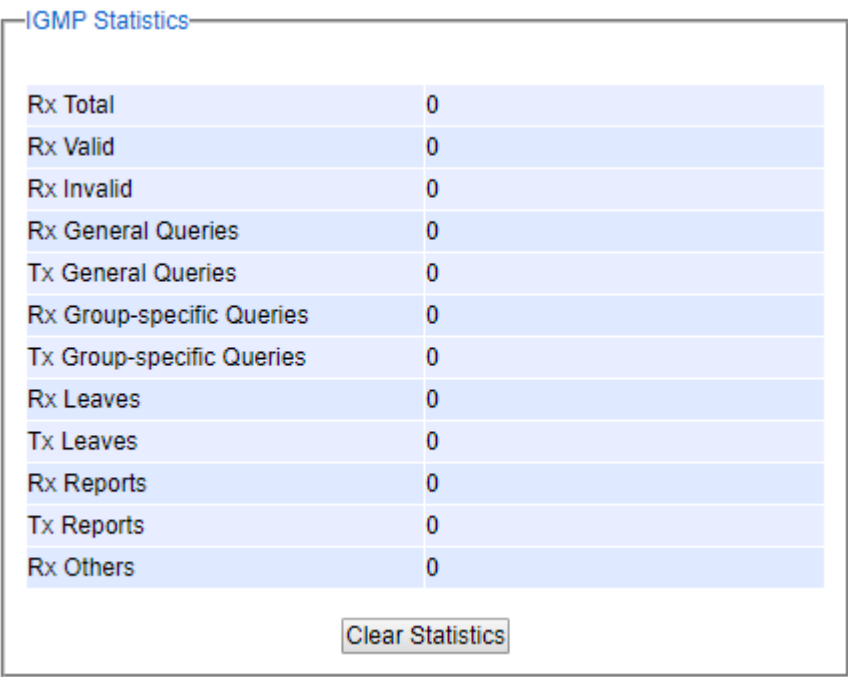 IGMP Statistics
Rx Total 0
Rx Valid 0
Rx Invalid 0
Rx General Queries 0
Tx General Queries 0
Rx Group-specific Queries 0
Tx Group-specific Queries 0
Rx Leaves 0
Tx Leaves 0
Rx Reports 0
Tx Reports 0
Rx Others 0
Clear Statistics